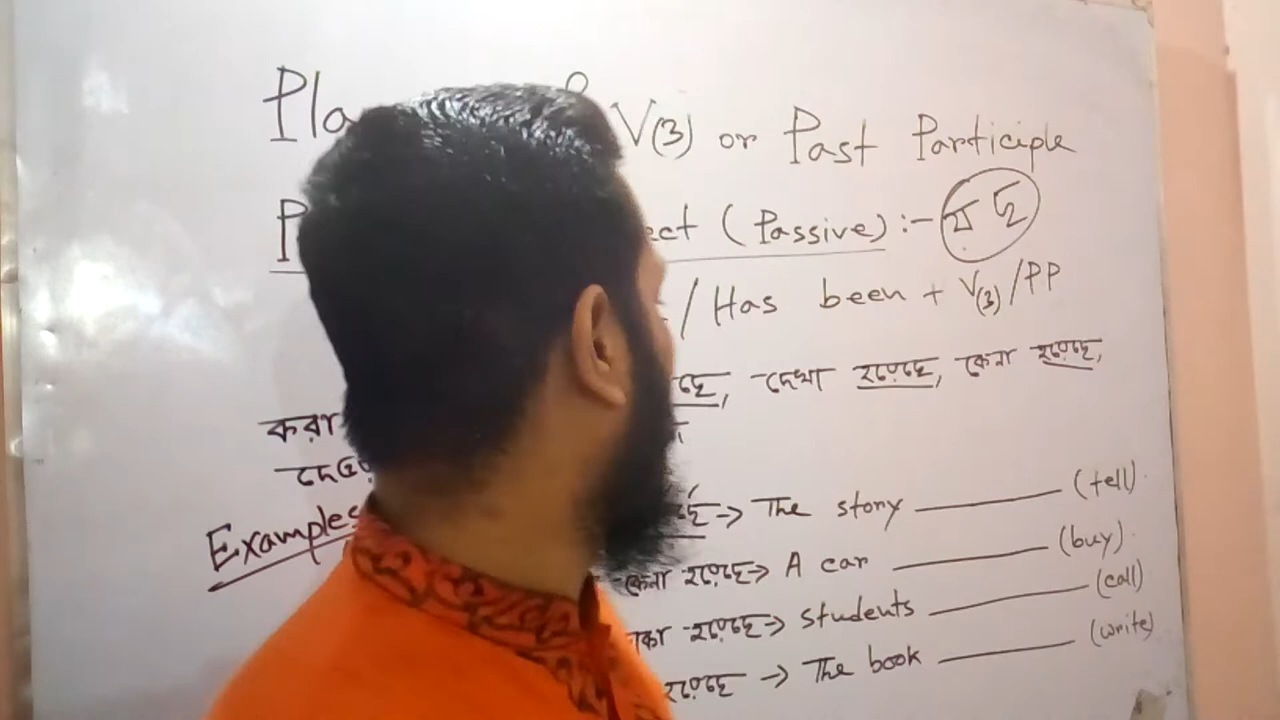 Pla V(3) or Past Participle
P ect (Passive) :- য় ছ
/ Has been + V(3)/PP
ছে, দেখা হয়েছে, কেনা হয়েছে,
করা
দেওয়
Examples ছে → The story ______ (tell)
কেনা হয়েছে → A car ______ (buy)
কা হয়েছে → students ______ (call)
হয়েছে → The book ______ (write)